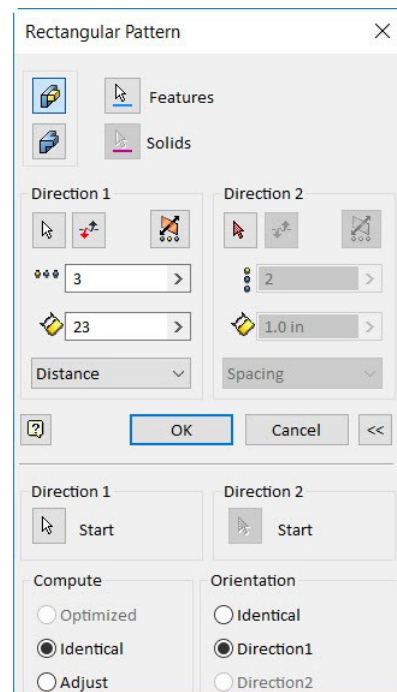 Rectangular Pattern
Features
Solids
Direction 1
Direction 2
3
2
23
1.0 in
Distance
Spacing
OK
Cancel
<<
Direction 1
Direction 2
Start
Start
Compute
Orientation
Optimized
Identical
Identical
Direction1
Adjust
Direction2